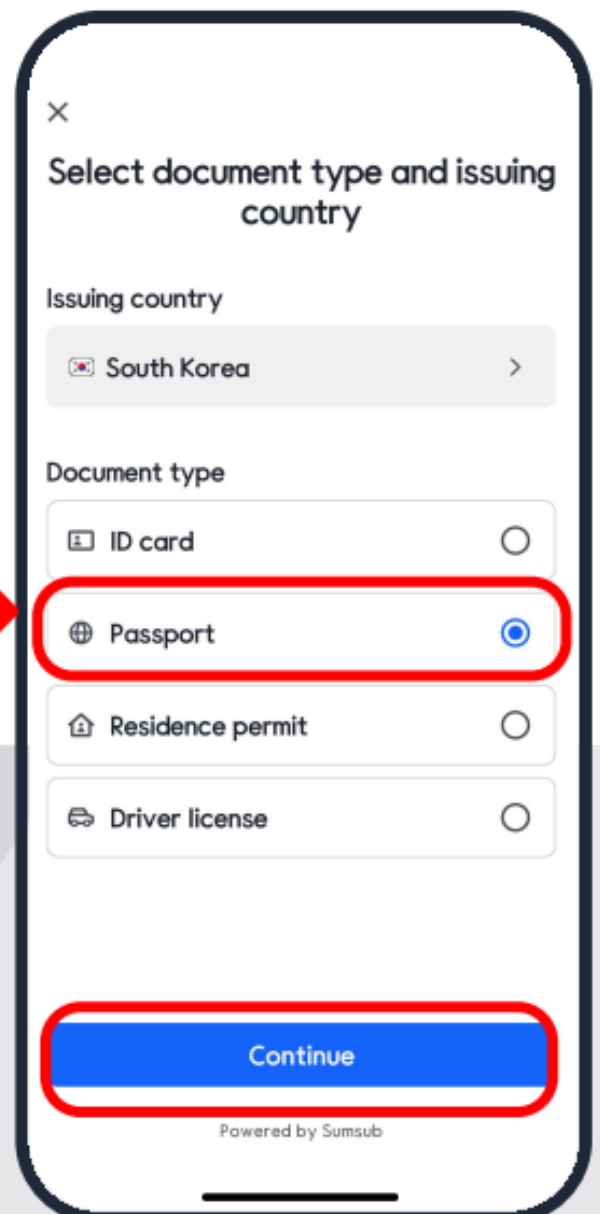 Select document type and issuing
country
Issuing country
South Korea
Document type
ID card
Passport
Residence permit
Driver license
Continue
Powered by Sumsub